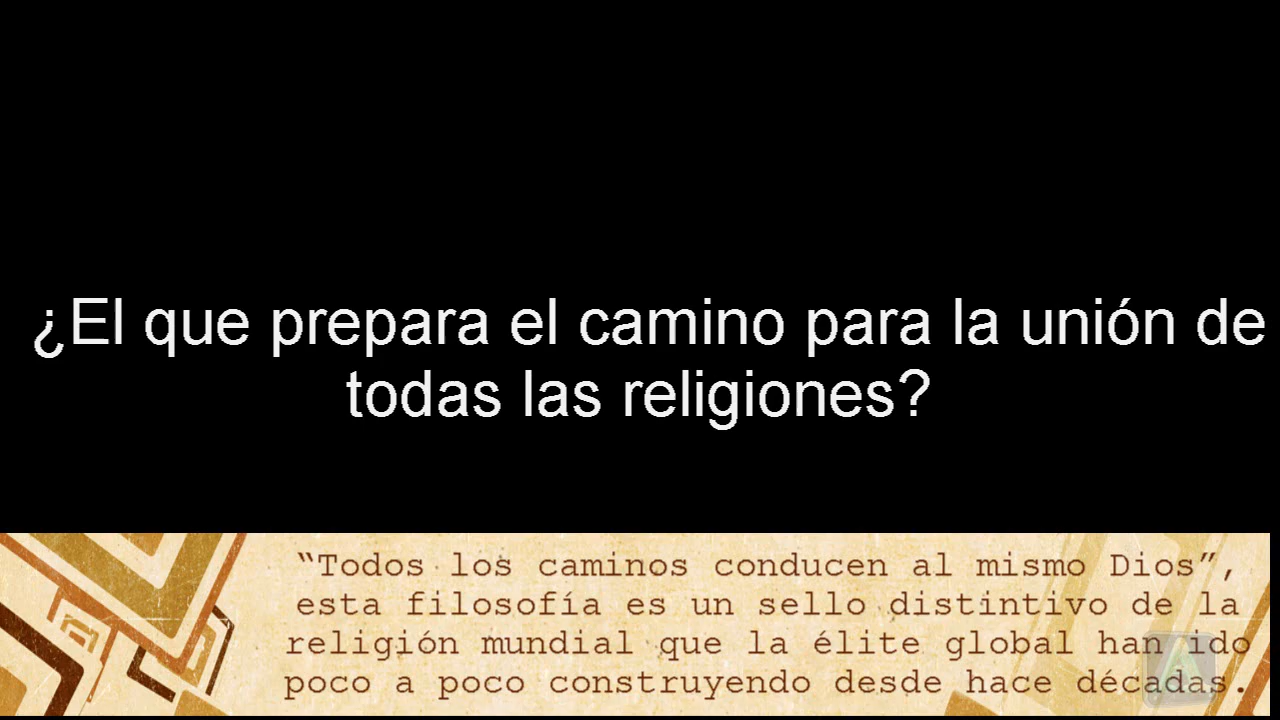 ¿El que prepara el camino para la unión de
todas las religiones?
“Todos los caminos conducen al mismo Dios”,
esta filosofía es un sello distintivo de la
religión mundial que la élite global han ido
poco a poco construyendo desde hace décadas.